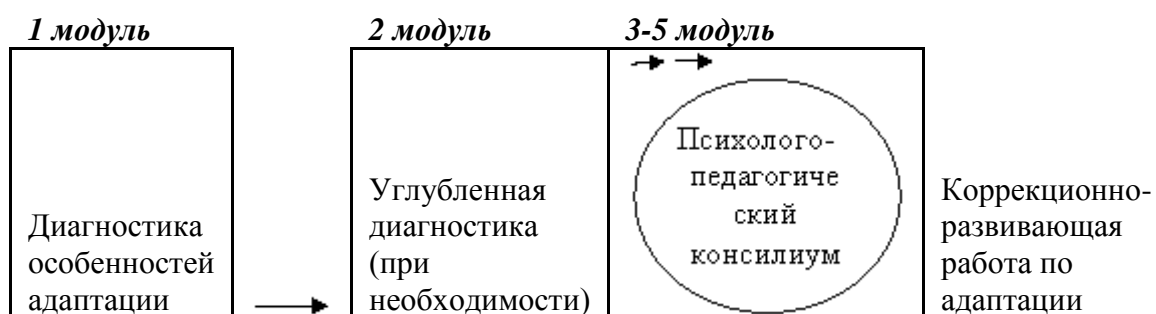 1 модуль
2 модуль
3-5 модуль
Диагностика
особенностей
адаптации
Углубленная
диагностика
(при
необходимости)
Психолого-
педагогиче
ский
консилиум
Коррекционно-
развивающая
работа по
адаптации